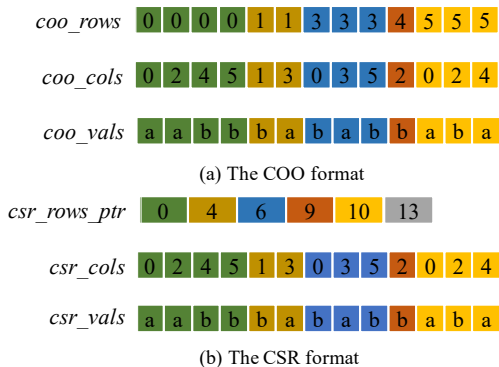 coo_rows 0 0 0 0 1 1 3 3 3 4 5 5 5
coo_cols 0 2 4 5 1 3 0 3 5 2 0 2 4
coo_vals a a b b b a b a b b a b a
(a) The COO format
csr_rows_ptr 0 4 6 9 10 13
csr_cols 0 2 4 5 1 3 0 3 5 2 0 2 4
csr_vals a a b b b a b a b b a b a
(b) The CSR format